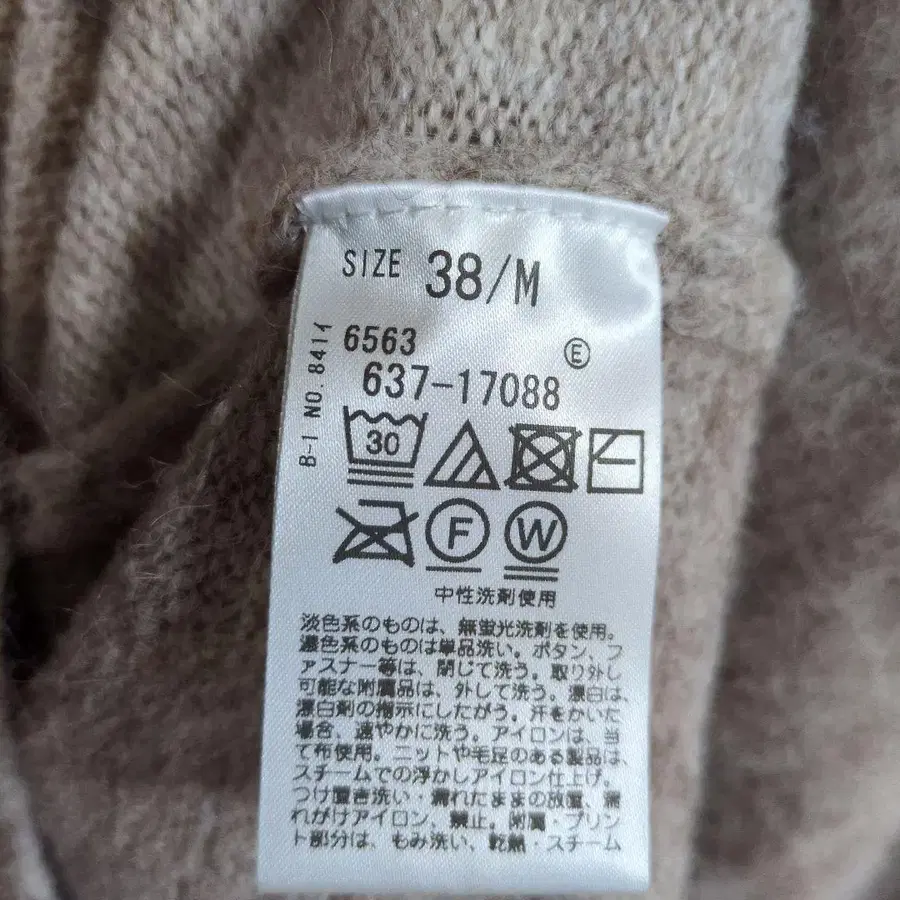 SIZE 38/M
6563
Ⓔ
637-17088
B-I NO.8411
30
F W
中性洗剤使用
淡色系のものは、無蛍光洗剤を使用。
濃色系のものは単品洗い。ボタン、フ
ァスナー等は、閉じて洗う。取り外し
可能な附属品は、外して洗う。漂白は、
漂白剤の指示にしたがう。汗をかいた
場合、速やかに洗う。アイロンは、当
て布使用。ニットや毛足のある製品は、
スチームでの浮かしアイロン仕上げ。
つけ置き洗い・濡れたままの放置、濡
れがけアイロン、禁止。附属・プリン
ト部分は、もみ洗い、乾熱・スチーム